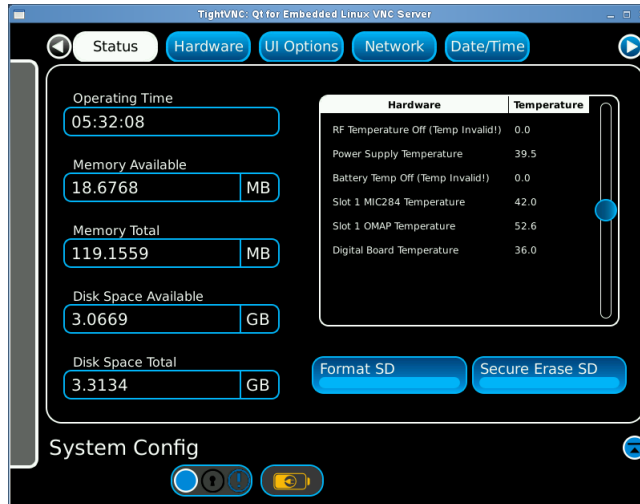 TightVNC: Qt for Embedded Linux VNC Server
Status Hardware UI Options Network Date/Time
Operating Time
05:32:08
Memory Available
18.6768 MB
Memory Total
119.1559 MB
Disk Space Available
3.0669 GB
Disk Space Total
3.3134 GB
Hardware Temperature
RF Temperature Off (Temp Invalid!) 0.0
Power Supply Temperature 39.5
Battery Temp Off (Temp Invalid!) 0.0
Slot 1 MIC284 Temperature 42.0
Slot 1 OMAP Temperature 52.6
Digital Board Temperature 36.0
Format SD Secure Erase SD
System Config